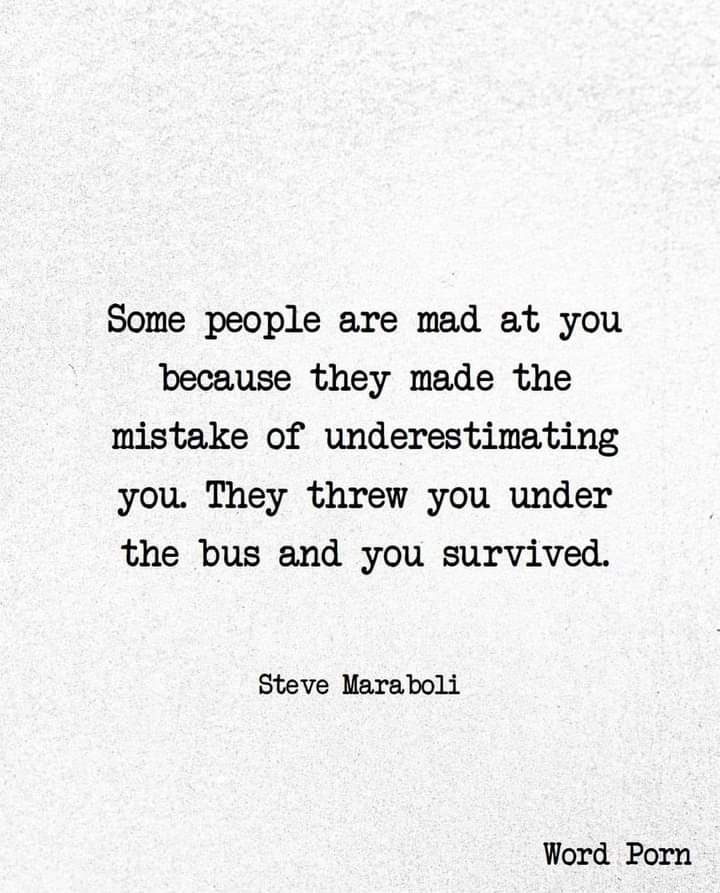 Some people are mad at you
because they made the
mistake of underestimating
you. They threw you under
the bus and you survived.
Steve Maraboli
Word Porn